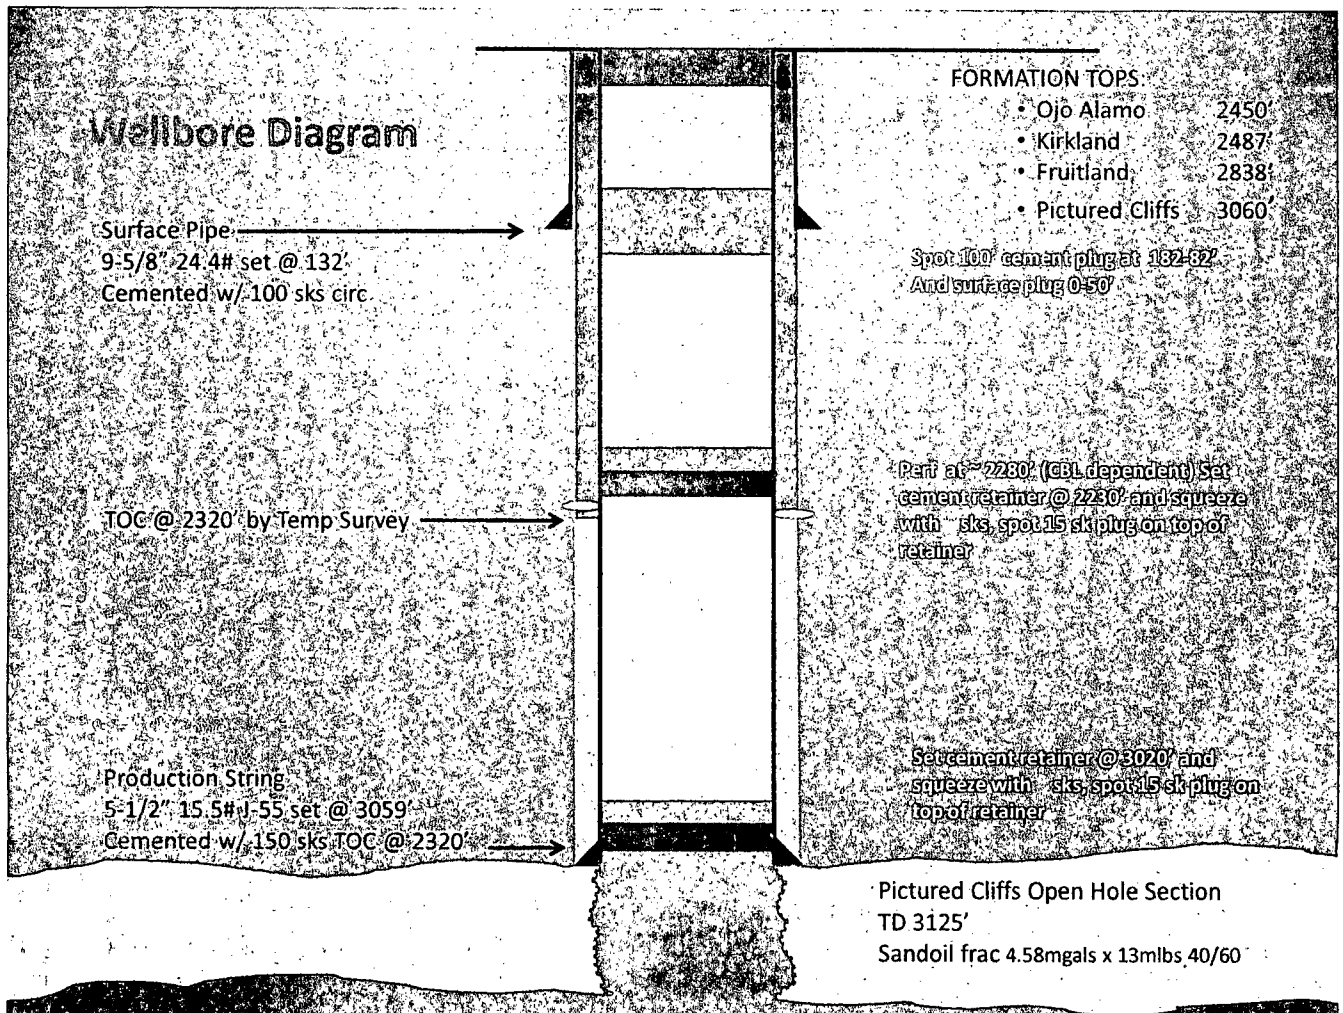 Wellbore Diagram
FORMATION TOPS
• Ojo Alamo 2450'
• Kirkland 2487'
• Fruitland 2838'
• Pictured Cliffs 3060'
Surface Pipe
9-5/8" 24.4# set @ 132'
Cemented w/ 100 sks circ
Spot 100' cement plug at 182-82'
And surface plug 0-50'
Perf at ~ 2280' (CBL dependent) Set
cement retainer @ 2230' and squeeze
with sks, spot 15 sk plug on top of
retainer
TOC @ 2320' by Temp Survey
Set cement retainer @ 3020' and
squeeze with sks, spot 15 sk plug on
top of retainer
Production String
5-1/2" 15.5# J-55 set @ 3059'
Cemented w/ 150 sks TOC @ 2320'
Pictured Cliffs Open Hole Section
TD 3125'
Sandoil frac 4.58mgals x 13mlbs 40/60